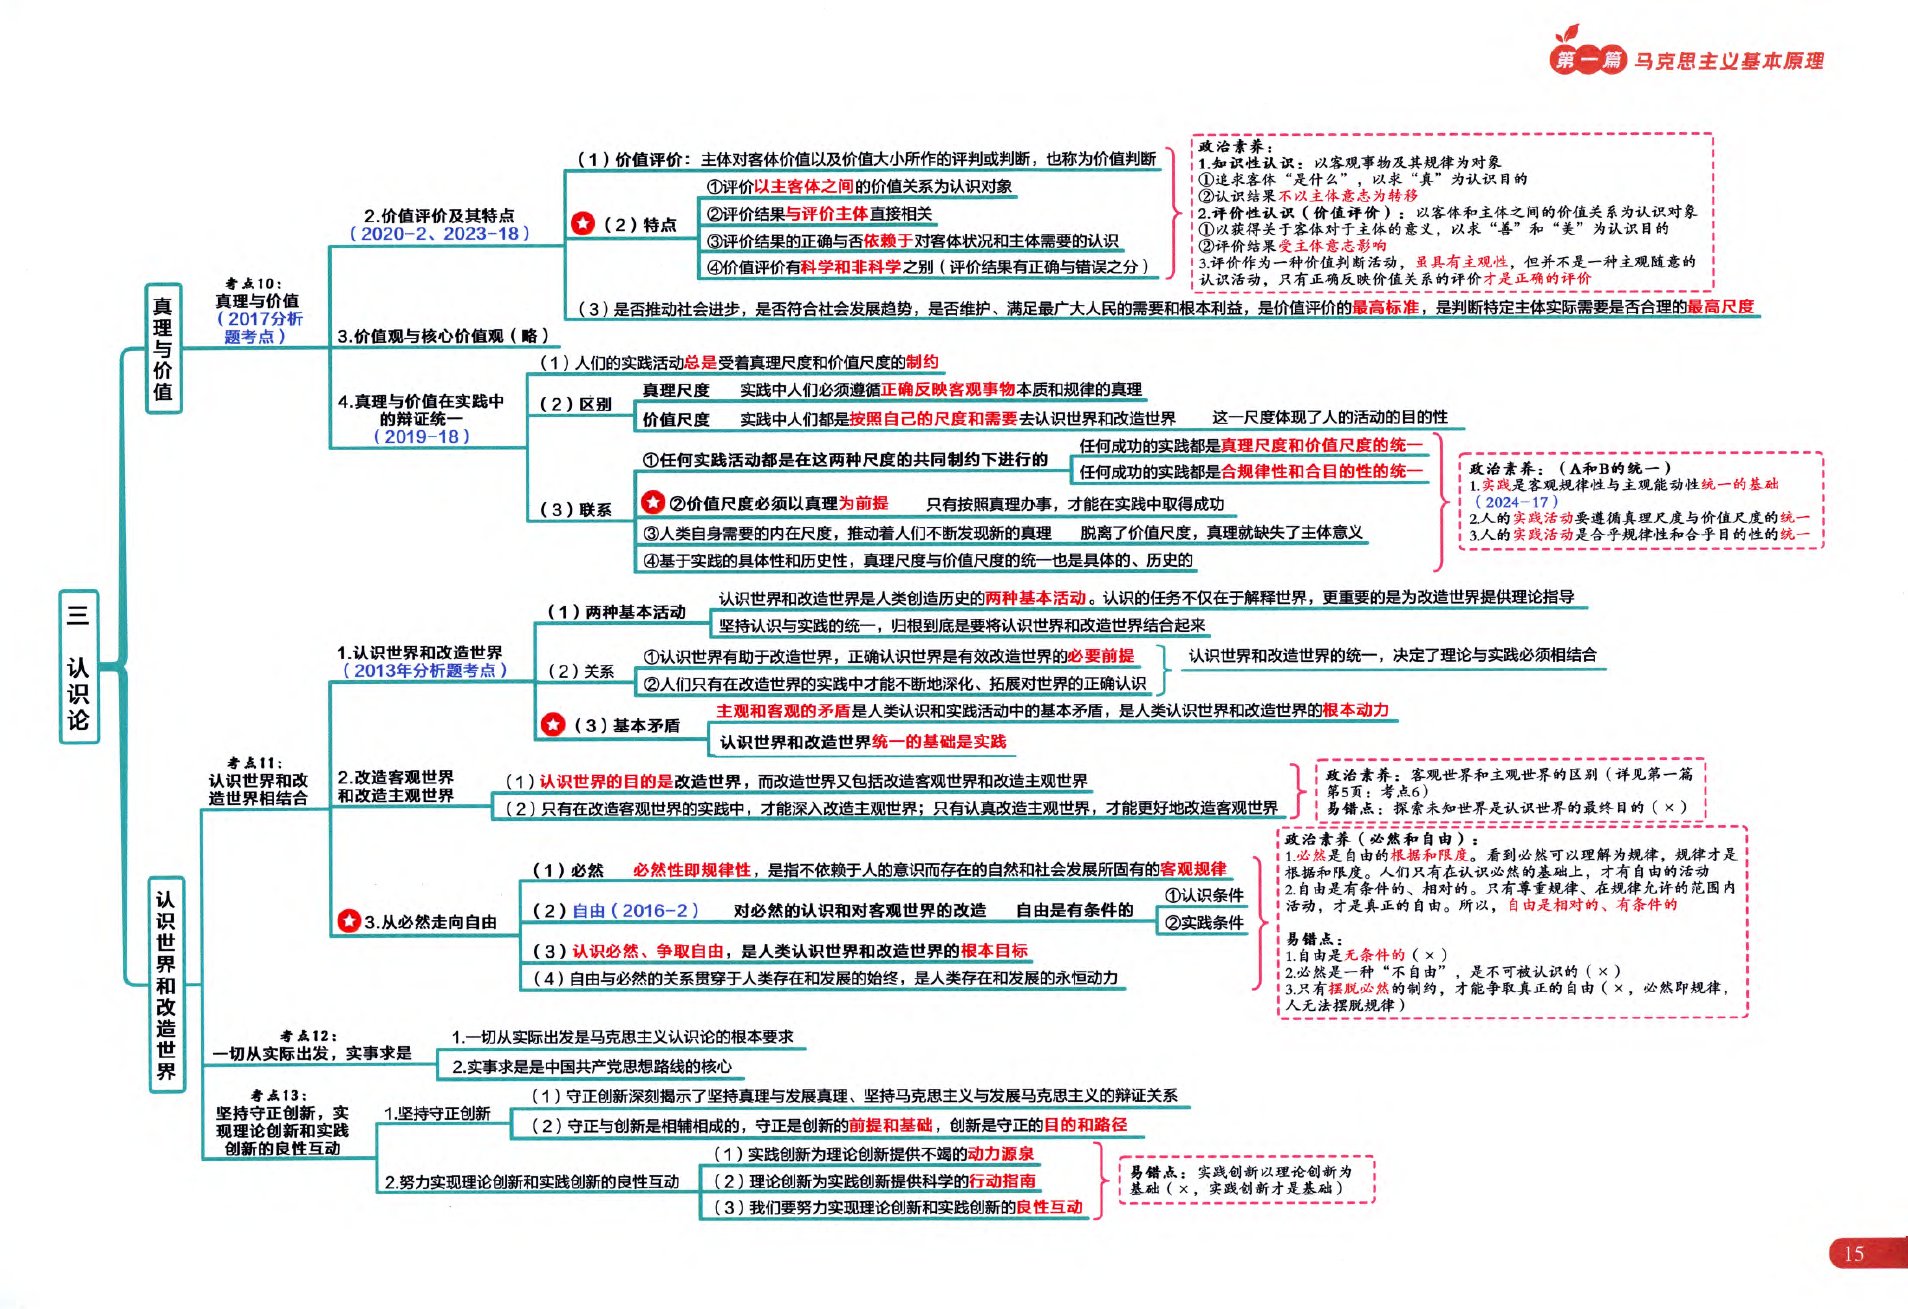 第一篇 马克思主义基本原理
三 认识论
真理与价值
考点10：
真理与价值
（2017分析
题考点）
2.价值评价及其特点
（2020-2、2023-18）
（1）价值评价：主体对客体价值以及价值大小所作的评判或判断，也称为价值判断
（2）特点
①评价以主客体之间的价值关系为认识对象
②评价结果与评价主体直接相关
③评价结果的正确与否依赖于对客体状况和主体需要的认识
④价值评价有科学和非科学之别（评价结果有正确与错误之分）
政治素养：
1.知识性认识：以客观事物及其规律为对象
①追求客体“是什么”，以求“真”为认识目的
②认识结果不以主体意志为转移
2.评价性认识（价值评价）：以客体和主体之间的价值关系为认识对象
①以获得关于客体对于主体的意义，以求“善”和“美”为认识目的
②评价结果受主体意志影响
3.评价作为一种价值判断活动，虽具有主观性，但并不是一种主观随意的
认识活动，只有正确反映价值关系的评价才是正确的评价
（3）是否推动社会进步，是否符合社会发展趋势，是否维护、满足最广大人民的需要和根本利益，是价值评价的最高标准，是判断特定主体实际需要是否合理的最高尺度
3.价值观与核心价值观（略）
4.真理与价值在实践中
的辩证统一
（2019-18）
（1）人们的实践活动总是受着真理尺度和价值尺度的制约
（2）区别
真理尺度 实践中人们必须遵循正确反映客观事物本质和规律的真理
价值尺度 实践中人们都是按照自己的尺度和需要去认识世界和改造世界 这一尺度体现了人的活动的目的性
（3）联系
①任何实践活动都是在这两种尺度的共同制约下进行的
任何成功的实践都是真理尺度和价值尺度的统一
任何成功的实践都是合规律性和合目的性的统一
②价值尺度必须以真理为前提 只有按照真理办事，才能在实践中取得成功
③人类自身需要的内在尺度，推动着人们不断发现新的真理 脱离了价值尺度，真理就缺失了主体意义
④基于实践的具体性和历史性，真理尺度与价值尺度的统一也是具体的、历史的
政治素养：（A和B的统一）
1.实践是客观规律性与主观能动性统一的基础
（2024-17）
2.人的实践活动要遵循真理尺度与价值尺度的统一
3.人的实践活动是合乎规律性和合乎目的性的统一
认识世界和改造世界
考点11：
认识世界和改
造世界相结合
1.认识世界和改造世界
（2013年分析题考点）
（1）两种基本活动
认识世界和改造世界是人类创造历史的两种基本活动。认识的任务不仅在于解释世界，更重要的是为改造世界提供理论指导
坚持认识与实践的统一，归根到底是要将认识世界和改造世界结合起来
（2）关系
①认识世界有助于改造世界，正确认识世界是有效改造世界的必要前提
②人们只有在改造世界的实践中才能不断地深化、拓展对世界的正确认识
认识世界和改造世界的统一，决定了理论与实践必须相结合
（3）基本矛盾
主观和客观的矛盾是人类认识和实践活动中的基本矛盾，是人类认识世界和改造世界的根本动力
认识世界和改造世界统一的基础是实践
2.改造客观世界
和改造主观世界
（1）认识世界的目的是改造世界，而改造世界又包括改造客观世界和改造主观世界
（2）只有在改造客观世界的实践中，才能深入改造主观世界；只有认真改造主观世界，才能更好地改造客观世界
政治素养：客观世界和主观世界的区别（详见第一篇
第5页：考点6）
易错点：探索未知世界是认识世界的最终目的（×）
3.从必然走向自由
（1）必然 必然性即规律性，是指不依赖于人的意识而存在的自然和社会发展所固有的客观规律
（2）自由（2016-2） 对必然的认识和对客观世界的改造 自由是有条件的
①认识条件
②实践条件
（3）认识必然、争取自由，是人类认识世界和改造世界的根本目标
（4）自由与必然的关系贯穿于人类存在和发展的始终，是人类存在和发展的永恒动力
政治素养（必然和自由）：
1.必然是自由的根据和限度。看到必然可以理解为规律，规律才是
根据和限度。人们只有在认识必然的基础上，才有自由的活动
2.自由是有条件的、相对的。只有尊重规律、在规律允许的范围内
活动，才是真正的自由。所以，自由是相对的、有条件的
易错点：
1.自由是无条件的（×）
2.必然是一种“不自由”，是不可被认识的（×）
3.只有摆脱必然的制约，才能争取真正的自由（×，必然即规律，
人无法摆脱规律）
考点12：
一切从实际出发，实事求是
1.一切从实际出发是马克思主义认识论的根本要求
2.实事求是是中国共产党思想路线的核心
考点13：
坚持守正创新，实
现理论创新和实践
创新的良性互动
1.坚持守正创新
（1）守正创新深刻揭示了坚持真理与发展真理、坚持马克思主义与发展马克思主义的辩证关系
（2）守正与创新是相辅相成的，守正是创新的前提和基础，创新是守正的目的和路径
2.努力实现理论创新和实践创新的良性互动
（1）实践创新为理论创新提供不竭的动力源泉
（2）理论创新为实践创新提供科学的行动指南
（3）我们要努力实现理论创新和实践创新的良性互动
易错点：实践创新以理论创新为
基础（×，实践创新才是基础）
15